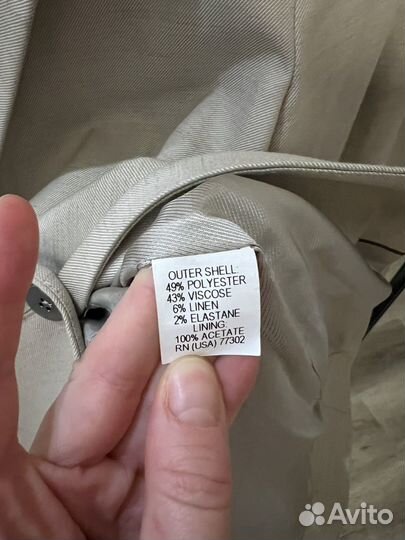 OUTER SHELL:
49% POLYESTER
43% VISCOSE
6% LINEN
2% ELASTANE
LINING:
100% ACETATE
RN (USA) 77302
Avito